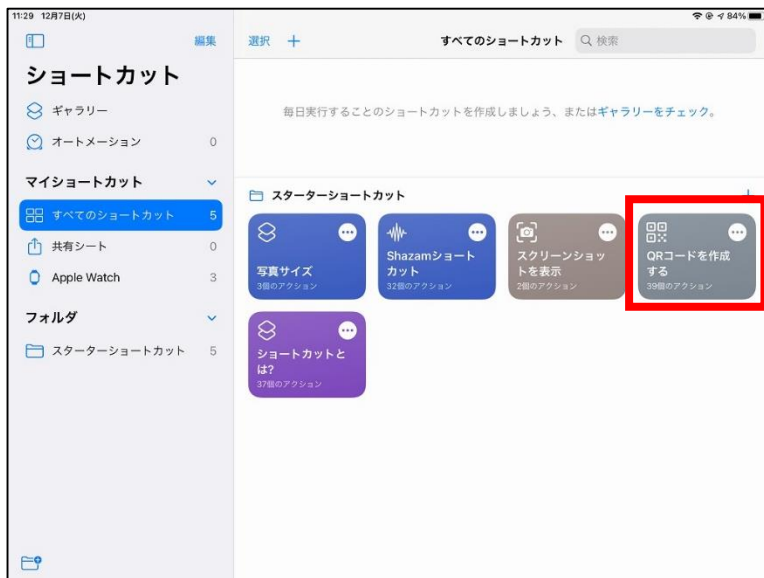 11:29 12月7日(火)
84%
編集
選択
すべてのショートカット
検索
ショートカット
ギャラリー
オートメーション 0
マイショートカット
すべてのショートカット 5
共有シート 0
Apple Watch 3
フォルダ
スターターショートカット 5
毎日実行することのショートカットを作成しましょう、またはギャラリーをチェック。
スターターショートカット
写真サイズ
3個のアクション
Shazamショート
カット
32個のアクション
スクリーンショッ
トを表示
2個のアクション
QRコードを作成
する
39個のアクション
ショートカットと
は?
37個のアクション